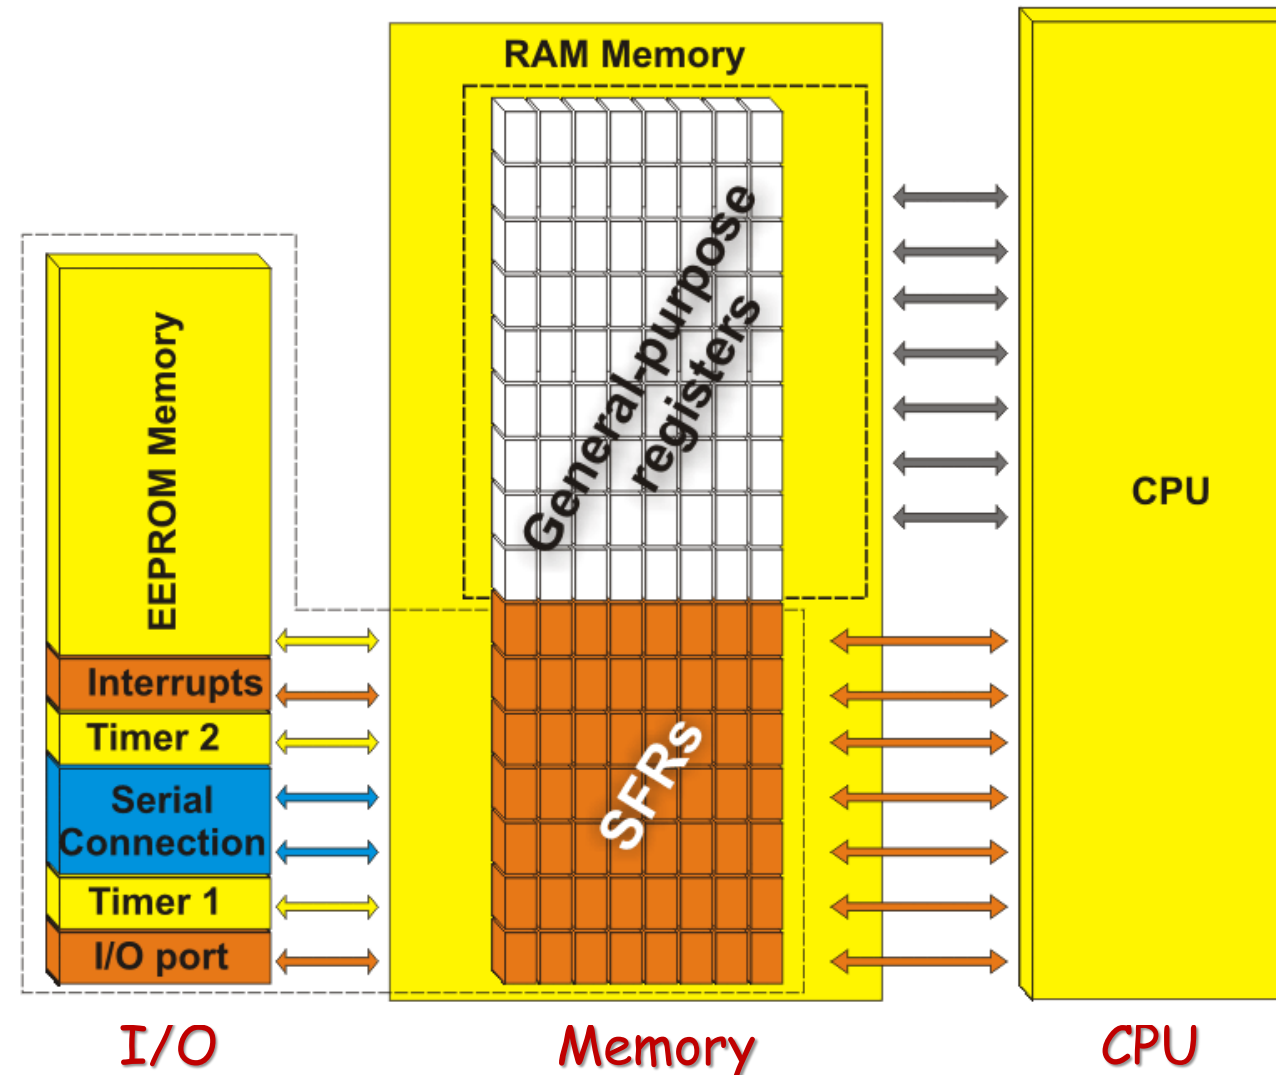 RAM Memory
General-purpose
registers
SFRs
EEPROM Memory
Interrupts
Timer 2
Serial
Connection
Timer 1
I/O port
CPU
I/O
Memory
CPU